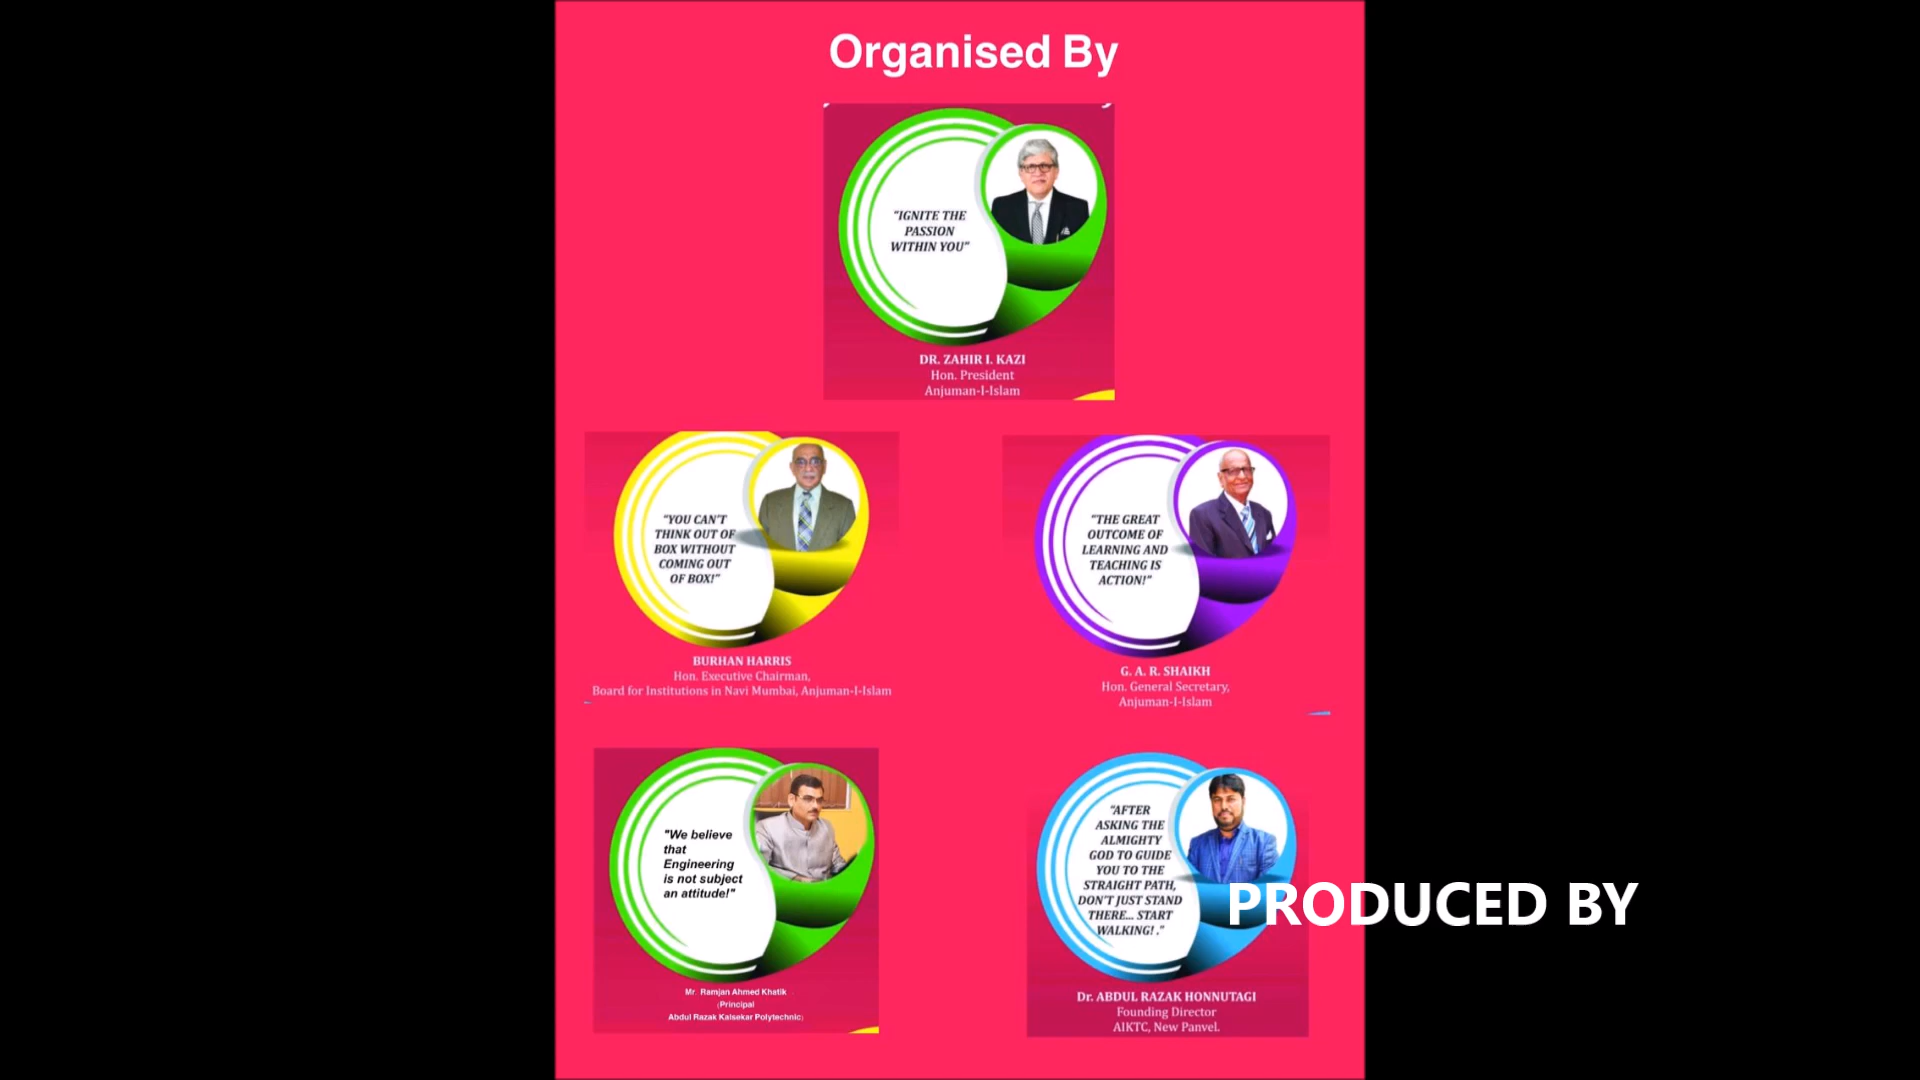 Organised By
"IGNITE THE
PASSION
WITHIN YOU"
DR. ZAHIR I. KAZI
Hon. President
Anjuman-I-Islam
"YOU CAN'T
THINK OUT OF
BOX WITHOUT
COMING OUT
OF BOX!"
BURHAN HARRIS
Hon. Executive Chairman,
Board for Institutions in Navi Mumbai, Anjuman-I-Islam
"THE GREAT
OUTCOME OF
LEARNING AND
TEACHING IS
ACTION!"
G. A. R. SHAIKH
Hon. General Secretary,
Anjuman-I-Islam
"We believe
that
Engineering
is not subject
an attitude!"
Mr. Ramjan Ahmed Khatik
(Principal
Abdul Razak Kalsekar Polytechnic)
"AFTER
ASKING THE
ALMIGHTY
GOD TO GUIDE
YOU TO THE
STRAIGHT PATH,
DON'T JUST STAND
THERE... START
WALKING! ."
Dr. ABDUL RAZAK HONNUTAGI
Founding Director
AIKTC, New Panvel.
PRODUCED BY